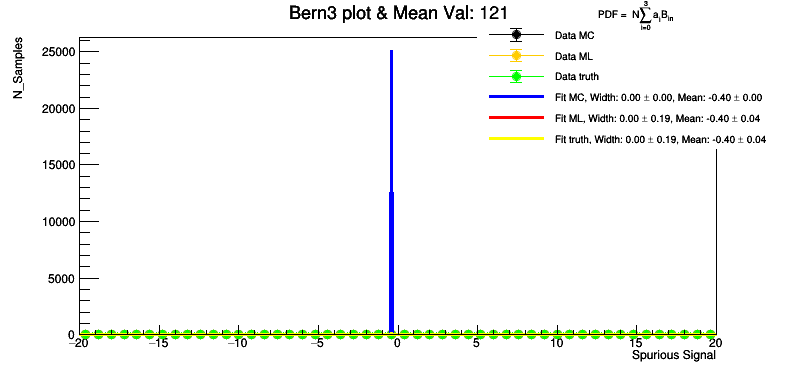 Bern3 plot & Mean Val: 121
PDF = N∑ aᵢBᵢₙ
3
i=0
Data MC
Data ML
Data truth
Fit MC, Width: 0.00 ± 0.00, Mean: -0.40 ± 0.00
Fit ML, Width: 0.00 ± 0.19, Mean: -0.40 ± 0.04
Fit truth, Width: 0.00 ± 0.19, Mean: -0.40 ± 0.04
N_Samples
25000
20000
15000
10000
5000
0
−20 −15 −10 −5 0 5 10 15 20
Spurious Signal